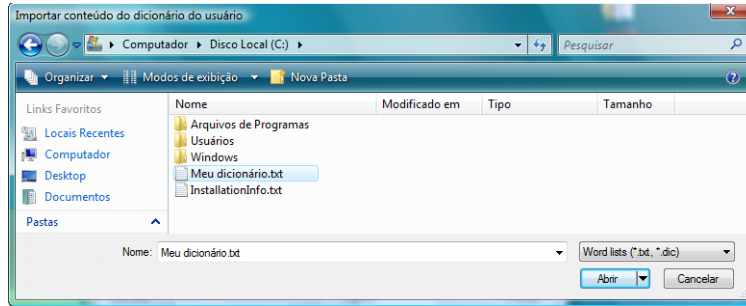 Importar conteúdo do dicionário do usuário
Computador Disco Local (C:) Pesquisar
Organizar Modos de exibição Nova Pasta
Links Favoritos
Locais Recentes
Computador
Desktop
Documentos
Pastas
Nome Modificado em Tipo Tamanho
Arquivos de Programas
Usuários
Windows
Meu dicionário.txt
InstallationInfo.txt
Nome: Meu dicionário.txt Word lists (*.txt, *.dic)
Abrir Cancelar